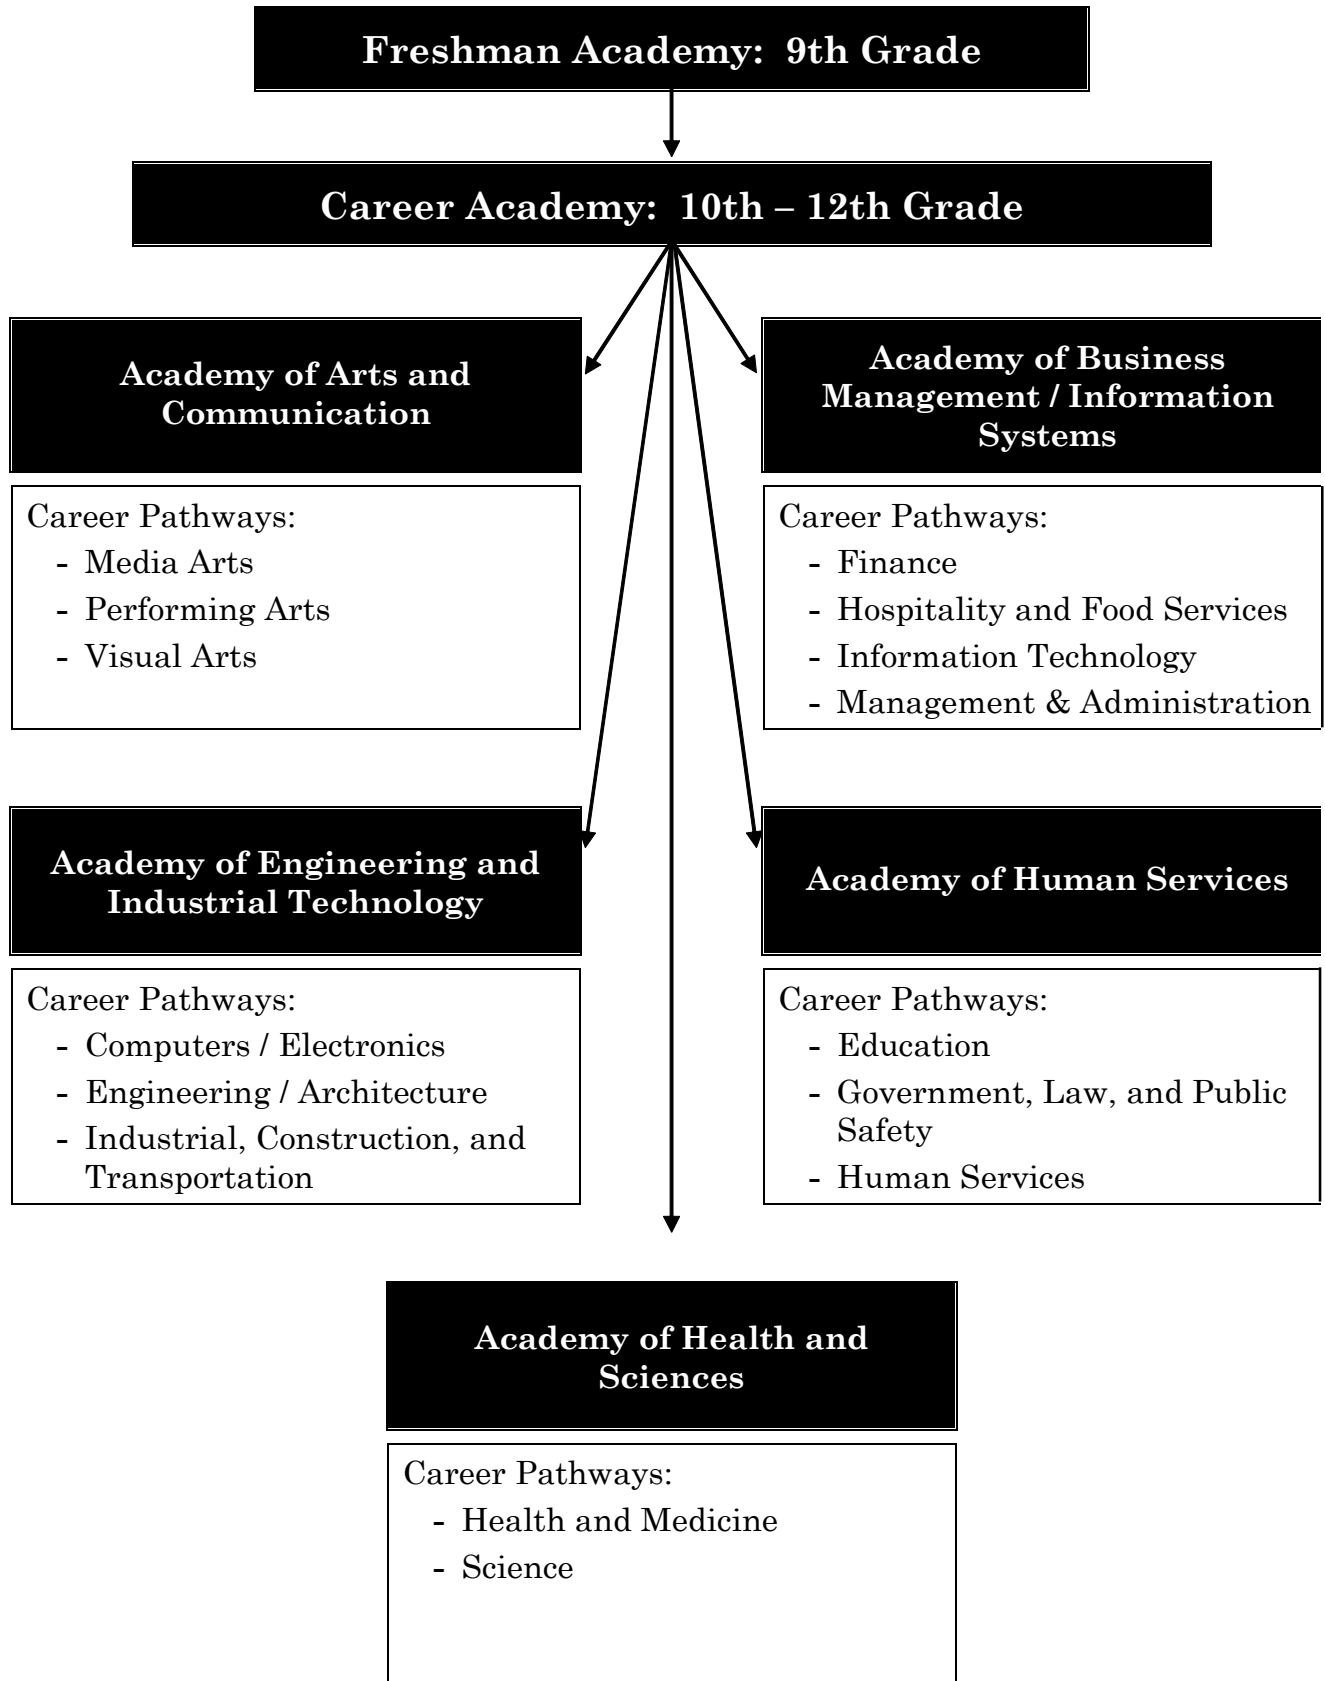 Freshman Academy:  9th Grade
Career Academy:  10th – 12th Grade
Academy of Arts and
Communication
Career Pathways:
- Media Arts
- Performing Arts
- Visual Arts
Academy of Business
Management / Information
Systems
Career Pathways:
- Finance
- Hospitality and Food Services
- Information Technology
- Management & Administration
Academy of Engineering and
Industrial Technology
Career Pathways:
- Computers / Electronics
- Engineering / Architecture
- Industrial, Construction, and
Transportation
Academy of Human Services
Career Pathways:
- Education
- Government, Law, and Public
Safety
- Human Services
Academy of Health and
Sciences
Career Pathways:
- Health and Medicine
- Science